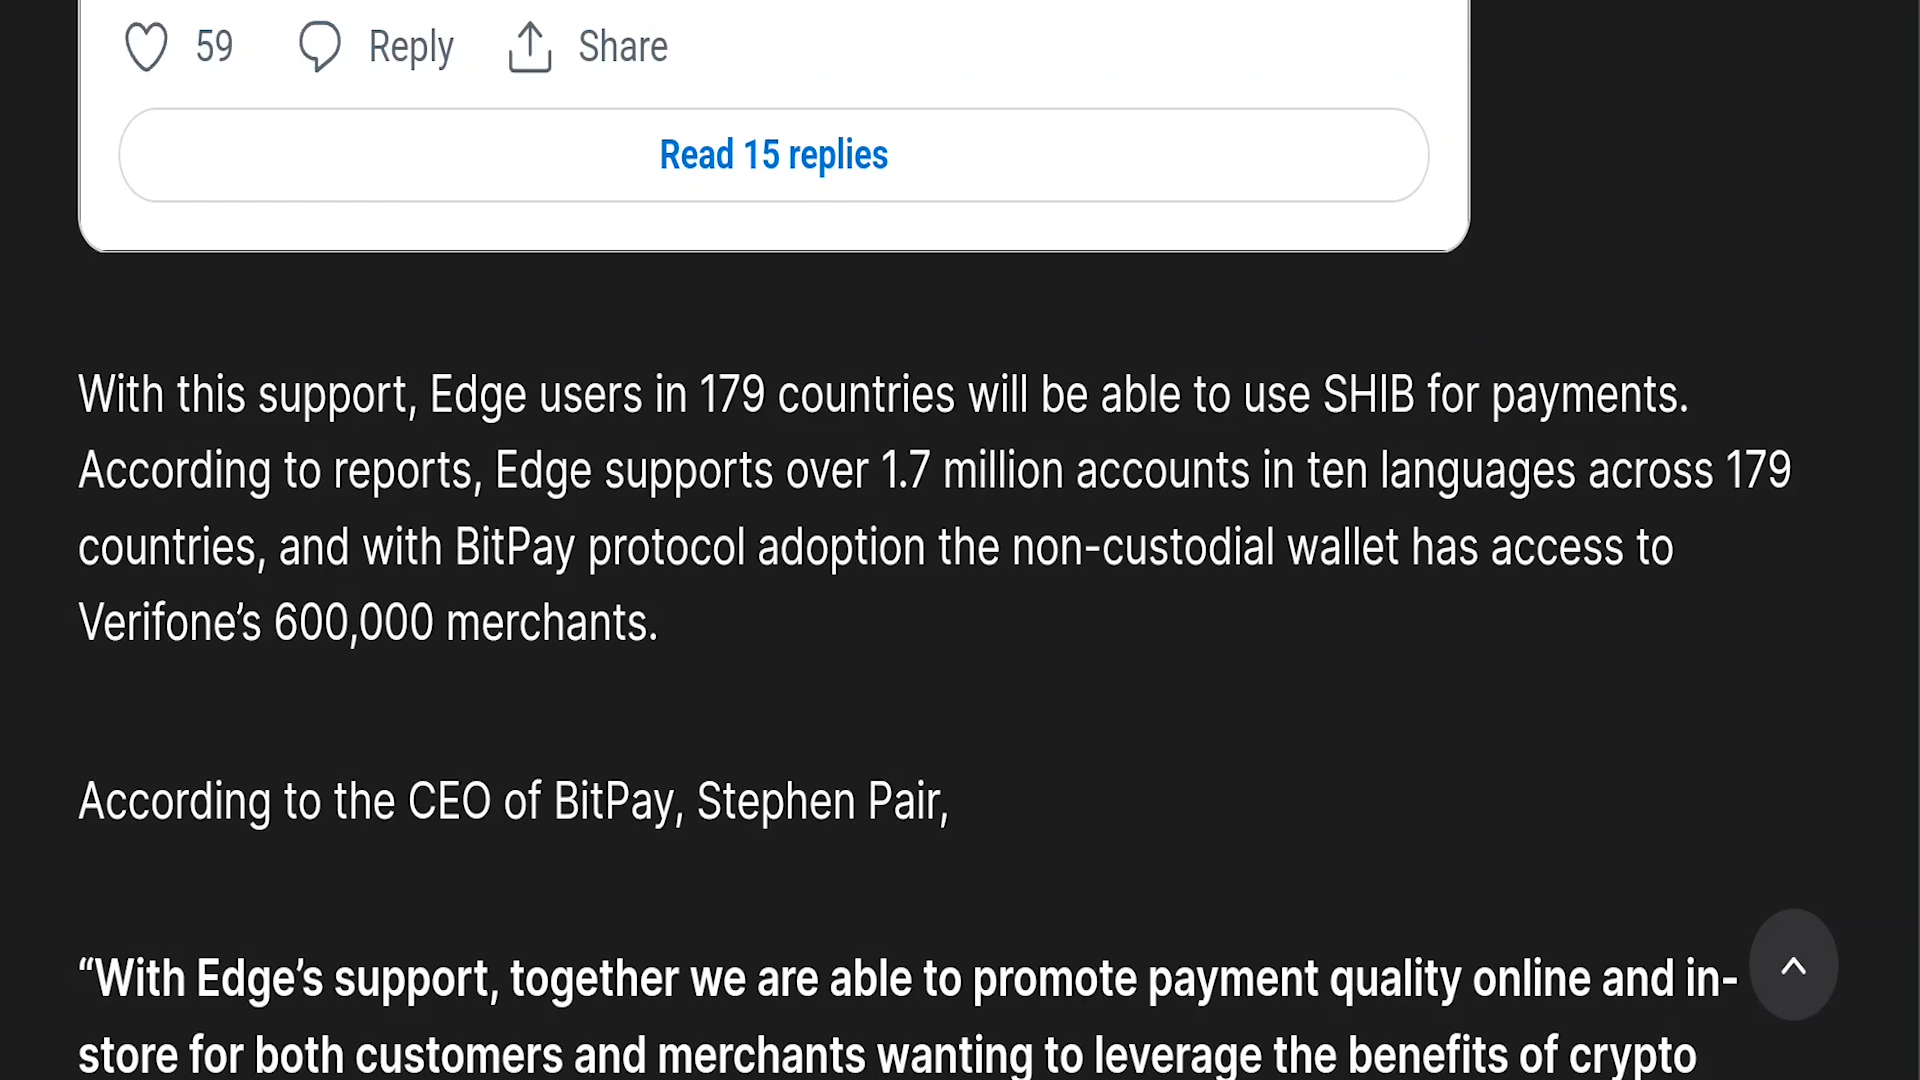 59 Reply Share
Read 15 replies
With this support, Edge users in 179 countries will be able to use SHIB for payments.
According to reports, Edge supports over 1.7 million accounts in ten languages across 179
countries, and with BitPay protocol adoption the non-custodial wallet has access to
Verifone’s 600,000 merchants.
According to the CEO of BitPay, Stephen Pair,
“With Edge’s support, together we are able to promote payment quality online and in-
store for both customers and merchants wanting to leverage the benefits of crypto